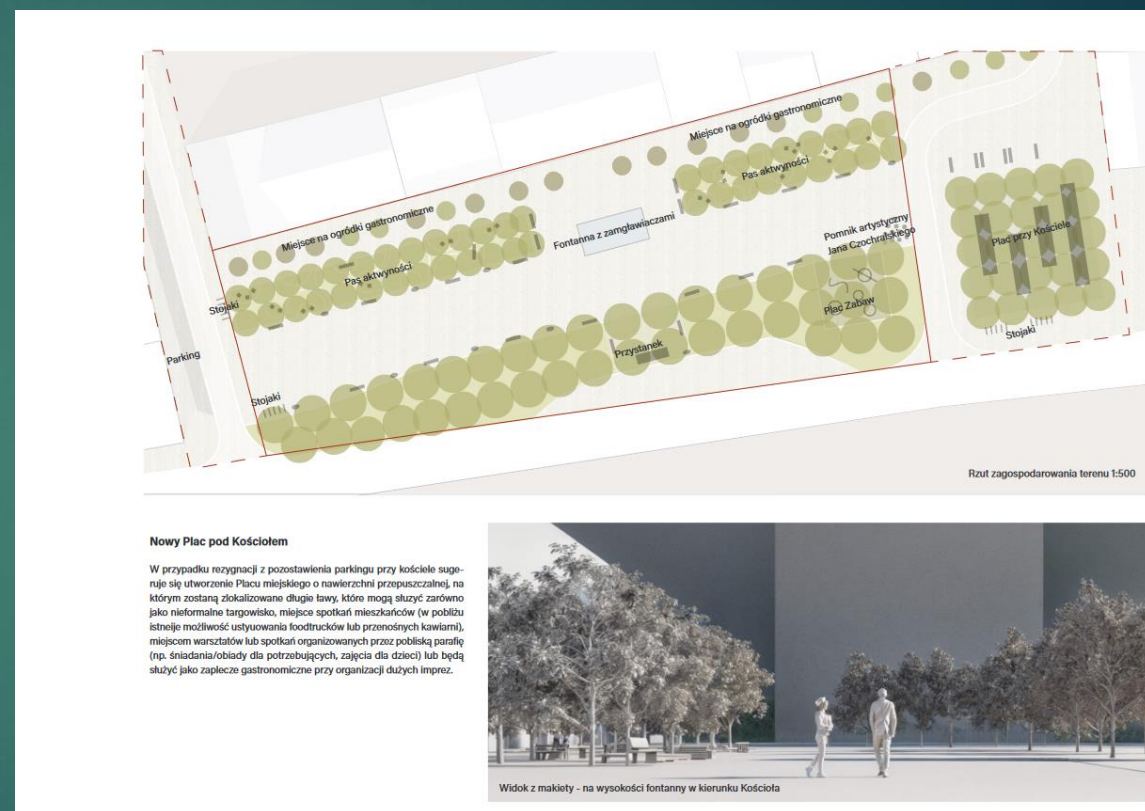 Miejsce na ogródki gastronomiczne
Pas aktwyności
Miejsce na ogródki gastronomiczne
Pas aktwyności
Fontanna z zamgławiaczami
Pomnik artystyczny
Jana Czochralskiego
Plac przy Kościele
Stojaki
Plac Zabaw
Przystanek
Stojaki
Parking
Stojaki
Rzut zagospodarowania terenu 1:500
Nowy Plac pod Kościołem
W przypadku rezygnacji z pozostawienia parkingu przy kościele suge-
ruje się utworzenie Placu miejskiego o nawierzchni przepuszczalnej, na
którym zostaną zlokalizowane długie ławy, które mogą służyć zarówno
jako nieformalne targowisko, miejsce spotkań mieszkańców (w pobliżu
istneije możliwość ustyuowania foodtrucków lub przenośnych kawiarni),
miejscem warsztatów lub spotkań organizowanych przez pobliską parafię
(np. śniadania/obiady dla potrzebujących, zajęcia dla dzieci) lub będą
służyć jako zaplecze gastronomiczne przy organizacji dużych imprez.
Widok z makiety - na wysokości fontanny w kierunku Kościoła